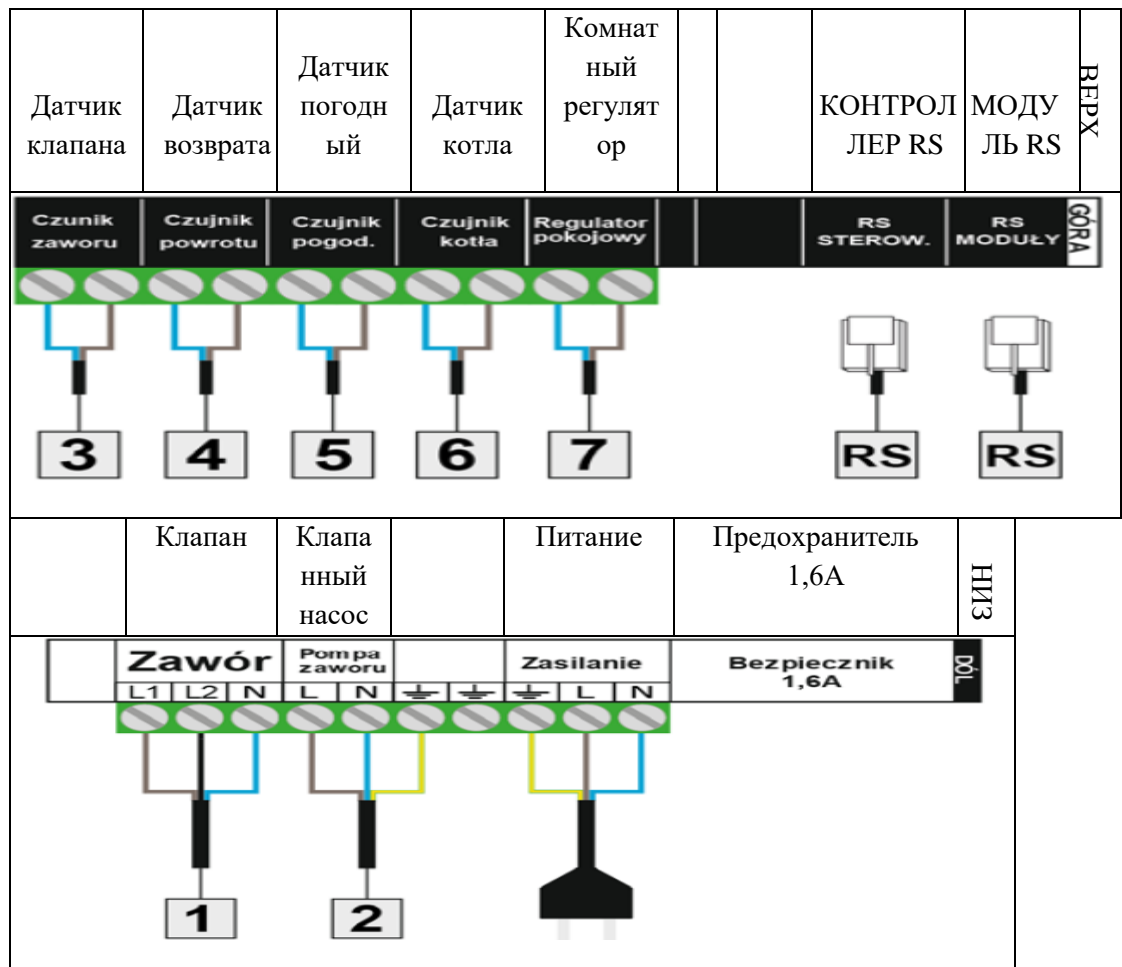 Датчик
клапана
Датчик
возврата
Датчик
погодн
ый
Датчик
котла
Комнат
ный
регулят
ор
КОНТРОЛ
ЛЕР RS
МОДУ
ЛЬ RS
ВЕРХ
Czunik
zaworu
Czujnik
powrotu
Czujnik
pogod.
Czujnik
kotła
Regulator
pokojowy
RS
STEROW.
RS
MODUŁY
GÓRA
3 4 5 6 7 RS RS
Клапан
Клапа
нный
насос
Питание
Предохранитель
1,6А
НИЗ
Zawór
Pompa
zaworu
Zasilanie
Bezpiecznik
1,6A
DÓŁ
L1 L2 N L N L N
1 2